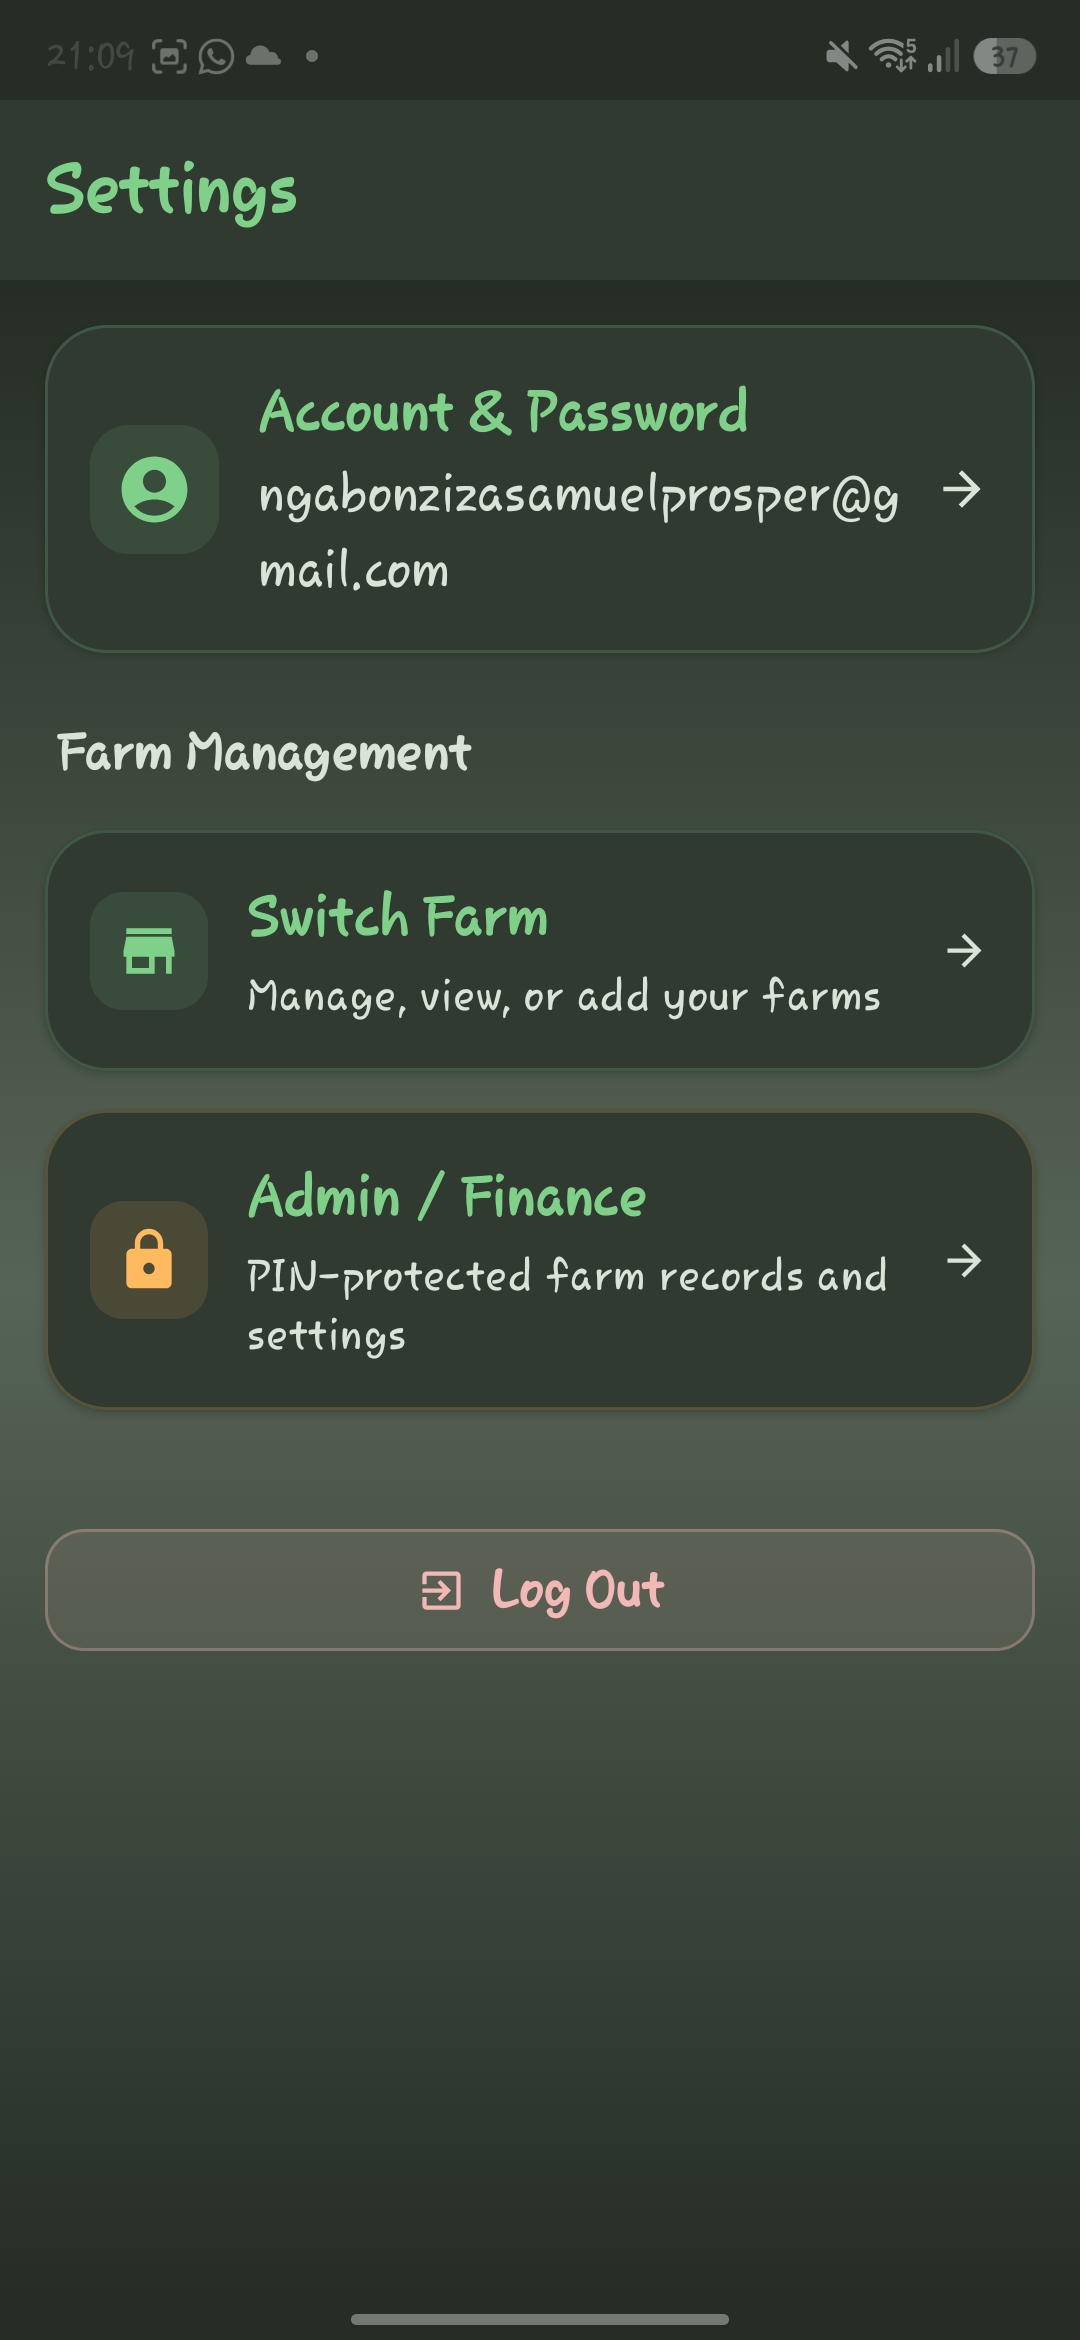 21:09
5
37
Settings
Account & Password
ngabonzizasamuelprosper@g
mail.com
Farm Management
Switch Farm
Manage, view, or add your farms
Admin / Finance
PIN-protected farm records and
settings
Log Out